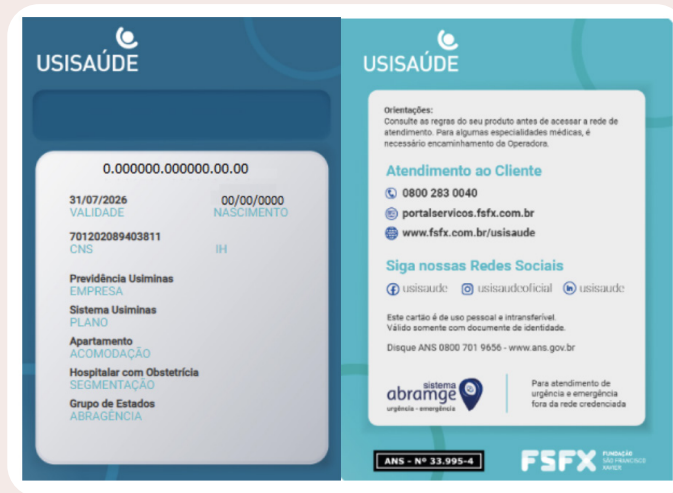 USISAÚDE
0.000000.000000.00.00
31/07/2026 00/00/0000
VALIDADE NASCIMENTO
701202089403811
CNS IH
Previdência Usiminas
EMPRESA
Sistema Usiminas
PLANO
Apartamento
ACOMODAÇÃO
Hospitalar com Obstetrícia
SEGMENTAÇÃO
Grupo de Estados
ABRAGÊNCIA
USISAÚDE
Orientações:
Consulte as regras do seu produto antes de acessar a rede de
atendimento. Para algumas especialidades médicas, é
necessário encaminhamento da Operadora.
Atendimento ao Cliente
0800 283 0040
portalservicos.fsfx.com.br
www.fsfx.com.br/usisaude
Siga nossas Redes Sociais
usisaude usisaudeoficial usisaude
Este cartão é de uso pessoal e intransferível.
Válido somente com documento de identidade.
Disque ANS 0800 701 9656 - www.ans.gov.br
sistema
abramge
urgência - emergência
Para atendimento de
urgência e emergência
fora da rede credenciada
ANS - Nº 33.995-4
FSFX
FUNDAÇÃO
SÃO FRANCISCO
XAVIER